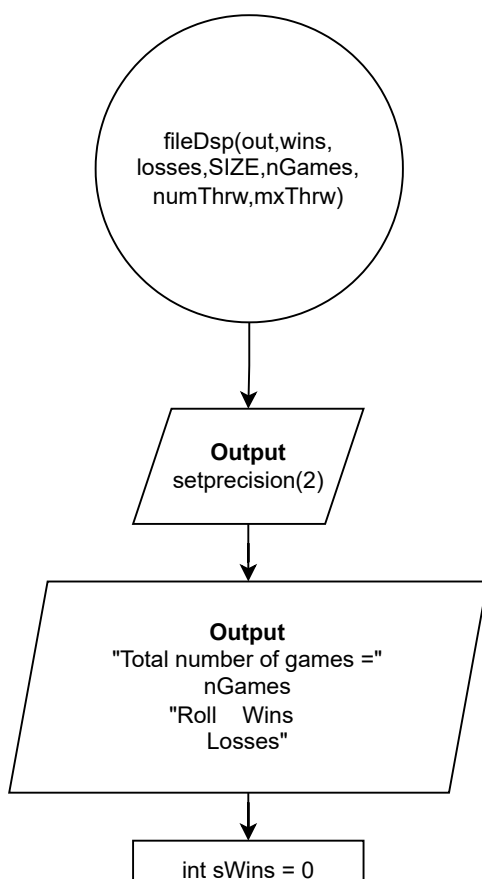 fileDsp(out,wins,
losses,SIZE,nGames,
numThrw,mxThrw)
Output
setprecision(2)
Output
"Total number of games ="
nGames
"Roll    Wins
Losses"
int sWins = 0